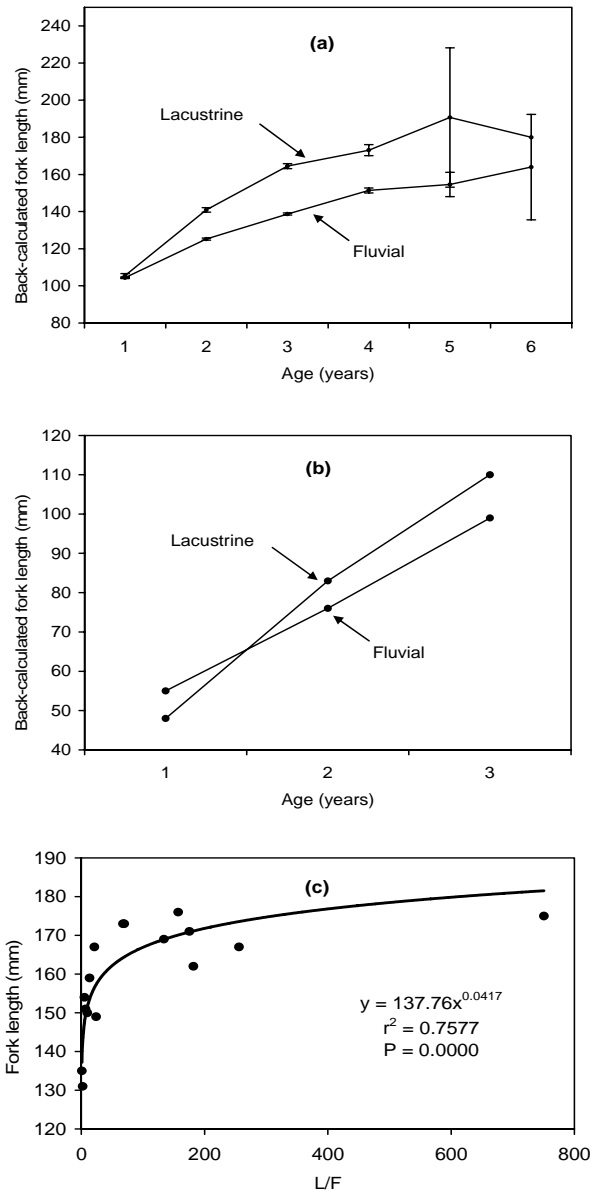 240
220
200
180
160
140
120
100
80
Back-calculated fork length (mm)
(a)
Lacustrine
Fluvial
1 2 3 4 5 6
Age (years)
120
110
100
90
80
70
60
50
40
Back-calculated fork length (mm)
(b)
Lacustrine
Fluvial
1 2 3
Age (years)
190
180
170
160
150
140
130
120
Fork length (mm)
(c)
y = 137.76x^0.0417
r² = 0.7577
P = 0.0000
0 200 400 600 800
L/F